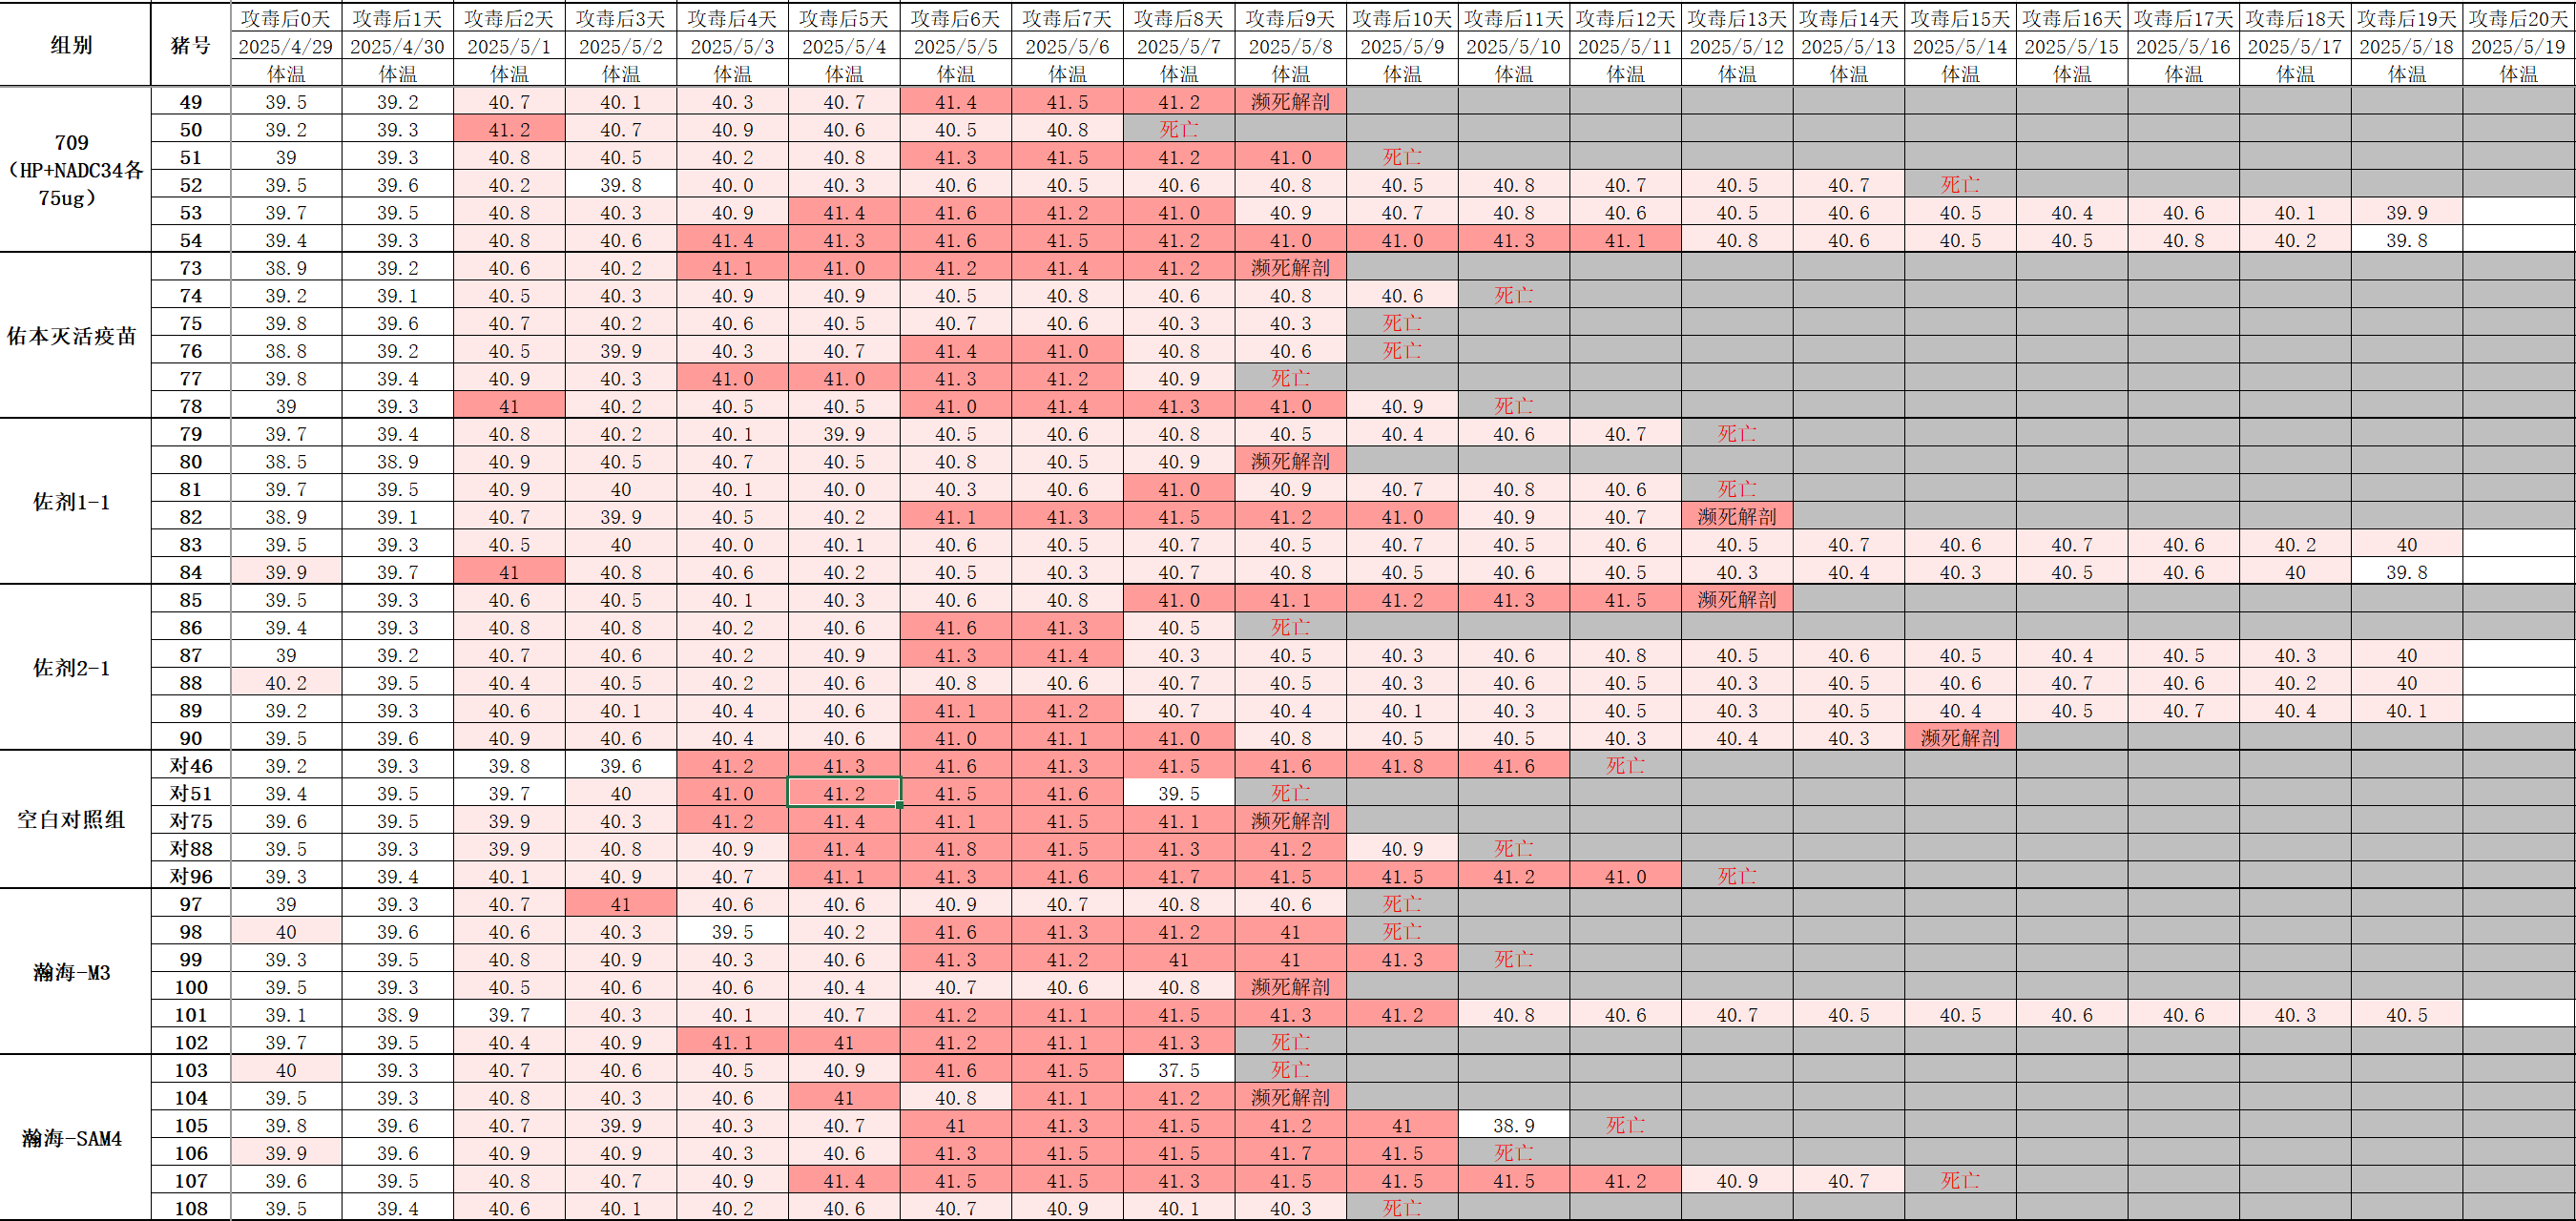 组别 猪号 攻毒后0天 攻毒后1天 攻毒后2天 攻毒后3天 攻毒后4天 攻毒后5天 攻毒后6天 攻毒后7天 攻毒后8天 攻毒后9天 攻毒后10天 攻毒后11天 攻毒后12天 攻毒后13天 攻毒后14天 攻毒后15天 攻毒后16天 攻毒后17天 攻毒后18天 攻毒后19天 攻毒后20天
2025/4/29 2025/4/30 2025/5/1 2025/5/2 2025/5/3 2025/5/4 2025/5/5 2025/5/6 2025/5/7 2025/5/8 2025/5/9 2025/5/10 2025/5/11 2025/5/12 2025/5/13 2025/5/14 2025/5/15 2025/5/16 2025/5/17 2025/5/18 2025/5/19
体温 体温 体温 体温 体温 体温 体温 体温 体温 体温 体温 体温 体温 体温 体温 体温 体温 体温 体温 体温 体温
709
（HP+NADC34各
75ug）
49 39.5 39.2 40.7 40.1 40.3 40.7 41.4 41.5 41.2 濒死解剖
50 39.2 39.3 41.2 40.7 40.9 40.6 40.5 40.8 死亡
51 39 39.3 40.8 40.5 40.2 40.8 41.3 41.5 41.2 41.0 死亡
52 39.5 39.6 40.2 39.8 40.0 40.3 40.6 40.5 40.6 40.8 40.5 40.8 40.7 40.5 40.7 死亡
53 39.7 39.5 40.8 40.3 40.9 41.4 41.6 41.2 41.0 40.9 40.7 40.8 40.6 40.5 40.6 40.5 40.4 40.6 40.1 39.9
54 39.4 39.3 40.8 40.6 41.4 41.3 41.6 41.5 41.2 41.0 41.0 41.3 41.1 40.8 40.6 40.5 40.5 40.8 40.2 39.8
佑本灭活疫苗
73 38.9 39.2 40.6 40.2 41.1 41.0 41.2 41.4 41.2 濒死解剖
74 39.2 39.1 40.5 40.3 40.9 40.9 40.5 40.8 40.6 40.8 40.6 死亡
75 39.8 39.6 40.7 40.2 40.6 40.5 40.7 40.6 40.3 40.3 死亡
76 38.8 39.2 40.5 39.9 40.3 40.7 41.4 41.0 40.8 40.6 死亡
77 39.8 39.4 40.9 40.3 41.0 41.0 41.3 41.2 40.9 死亡
78 39 39.3 41 40.2 40.5 40.5 41.0 41.4 41.3 41.0 40.9 死亡
佐剂1-1
79 39.7 39.4 40.8 40.2 40.1 39.9 40.5 40.6 40.8 40.5 40.4 40.6 40.7 死亡
80 38.5 38.9 40.9 40.5 40.7 40.5 40.8 40.5 40.9 濒死解剖
81 39.7 39.5 40.9 40 40.1 40.0 40.3 40.6 41.0 40.9 40.7 40.8 40.6 死亡
82 38.9 39.1 40.7 39.9 40.5 40.2 41.1 41.3 41.5 41.2 41.0 40.9 40.7 濒死解剖
83 39.5 39.3 40.5 40 40.0 40.1 40.6 40.5 40.7 40.5 40.7 40.5 40.6 40.5 40.7 40.6 40.7 40.6 40.2 40
84 39.9 39.7 41 40.8 40.6 40.2 40.5 40.3 40.7 40.8 40.5 40.6 40.5 40.3 40.4 40.3 40.5 40.6 40 39.8
佐剂2-1
85 39.5 39.3 40.6 40.5 40.1 40.3 40.6 40.8 41.0 41.1 41.2 41.3 41.5 濒死解剖
86 39.4 39.3 40.8 40.8 40.2 40.6 41.6 41.3 40.5 死亡
87 39 39.2 40.7 40.6 40.2 40.9 41.3 41.4 40.3 40.5 40.3 40.6 40.8 40.5 40.6 40.5 40.4 40.5 40.3 40
88 40.2 39.5 40.4 40.5 40.2 40.6 40.8 40.6 40.7 40.5 40.3 40.6 40.5 40.3 40.5 40.6 40.7 40.6 40.2 40
89 39.2 39.3 40.6 40.1 40.4 40.6 41.1 41.2 40.7 40.4 40.1 40.3 40.5 40.3 40.5 40.4 40.5 40.7 40.4 40.1
90 39.5 39.6 40.9 40.6 40.4 40.6 41.0 41.1 41.0 40.8 40.5 40.5 40.3 40.4 40.3 濒死解剖
空白对照组
对46 39.2 39.3 39.8 39.6 41.2 41.3 41.6 41.3 41.5 41.6 41.8 41.6 死亡
对51 39.4 39.5 39.7 40 41.0 41.2 41.5 41.6 39.5 死亡
对75 39.6 39.5 39.9 40.3 41.2 41.4 41.1 41.5 41.1 濒死解剖
对88 39.5 39.3 39.9 40.8 40.9 41.4 41.8 41.5 41.3 41.2 40.9 死亡
对96 39.3 39.4 40.1 40.9 40.7 41.1 41.3 41.6 41.7 41.5 41.5 41.2 41.0 死亡
瀚海-M3
97 39 39.3 40.7 41 40.6 40.6 40.9 40.7 40.8 40.6 死亡
98 40 39.6 40.6 40.3 39.5 40.2 41.6 41.3 41.2 41 死亡
99 39.3 39.5 40.8 40.9 40.3 40.6 41.3 41.2 41 41 41.3 死亡
100 39.5 39.3 40.5 40.6 40.6 40.4 40.7 40.6 40.8 濒死解剖
101 39.1 38.9 39.7 40.3 40.1 40.7 41.2 41.1 41.5 41.3 41.2 40.8 40.6 40.7 40.5 40.5 40.6 40.6 40.3 40.5
102 39.7 39.5 40.4 40.9 41.1 41 41.2 41.1 41.3 死亡
瀚海-SAM4
103 40 39.3 40.7 40.6 40.5 40.9 41.6 41.5 37.5 死亡
104 39.5 39.3 40.8 40.3 40.6 41 40.8 41.1 41.2 濒死解剖
105 39.8 39.6 40.7 39.9 40.3 40.7 41 41.3 41.5 41.2 41 38.9 死亡
106 39.9 39.6 40.9 40.9 40.3 40.6 41.3 41.5 41.5 41.7 41.5 死亡
107 39.6 39.5 40.8 40.7 40.9 41.4 41.5 41.5 41.3 41.5 41.5 41.5 41.2 40.9 40.7 死亡
108 39.5 39.4 40.6 40.1 40.2 40.6 40.7 40.9 40.1 40.3 死亡